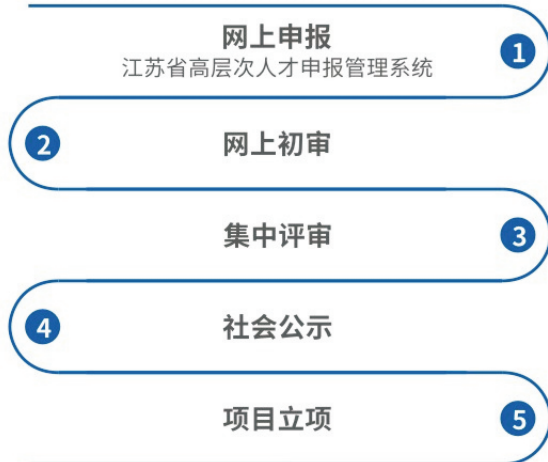 网上申报
1
江苏省高层次人才申报管理系统
2
网上初审
集中评审
3
4
社会公示
项目立项
5